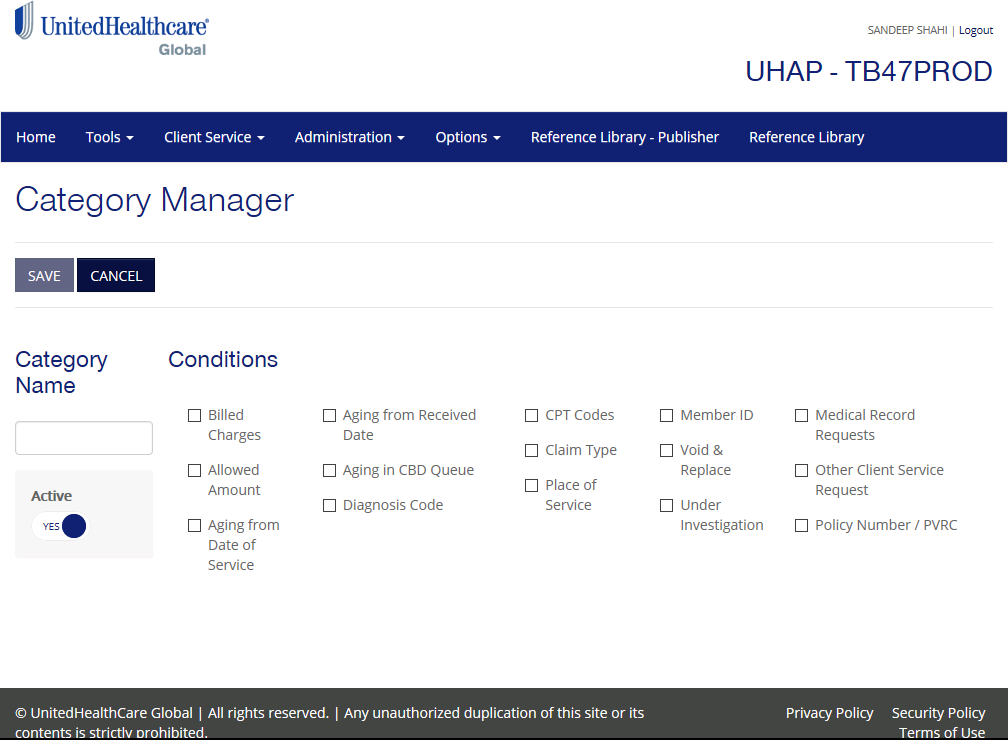 UnitedHealthcare®
Global
SANDEEP SHAHI | Logout
UHAP - TB47PROD
Home Tools Client Service Administration Options Reference Library - Publisher Reference Library
Category Manager
SAVE CANCEL
Category
Name
Active
YES
Conditions
Billed
Charges
Allowed
Amount
Aging from
Date of
Service
Aging from Received
Date
Aging in CBD Queue
Diagnosis Code
CPT Codes
Claim Type
Place of
Service
Member ID
Void &
Replace
Under
Investigation
Medical Record
Requests
Other Client Service
Request
Policy Number / PVRC
© UnitedHealthCare Global | All rights reserved. | Any unauthorized duplication of this site or its
contents is strictly prohibited.
Privacy Policy Security Policy
Terms of Use